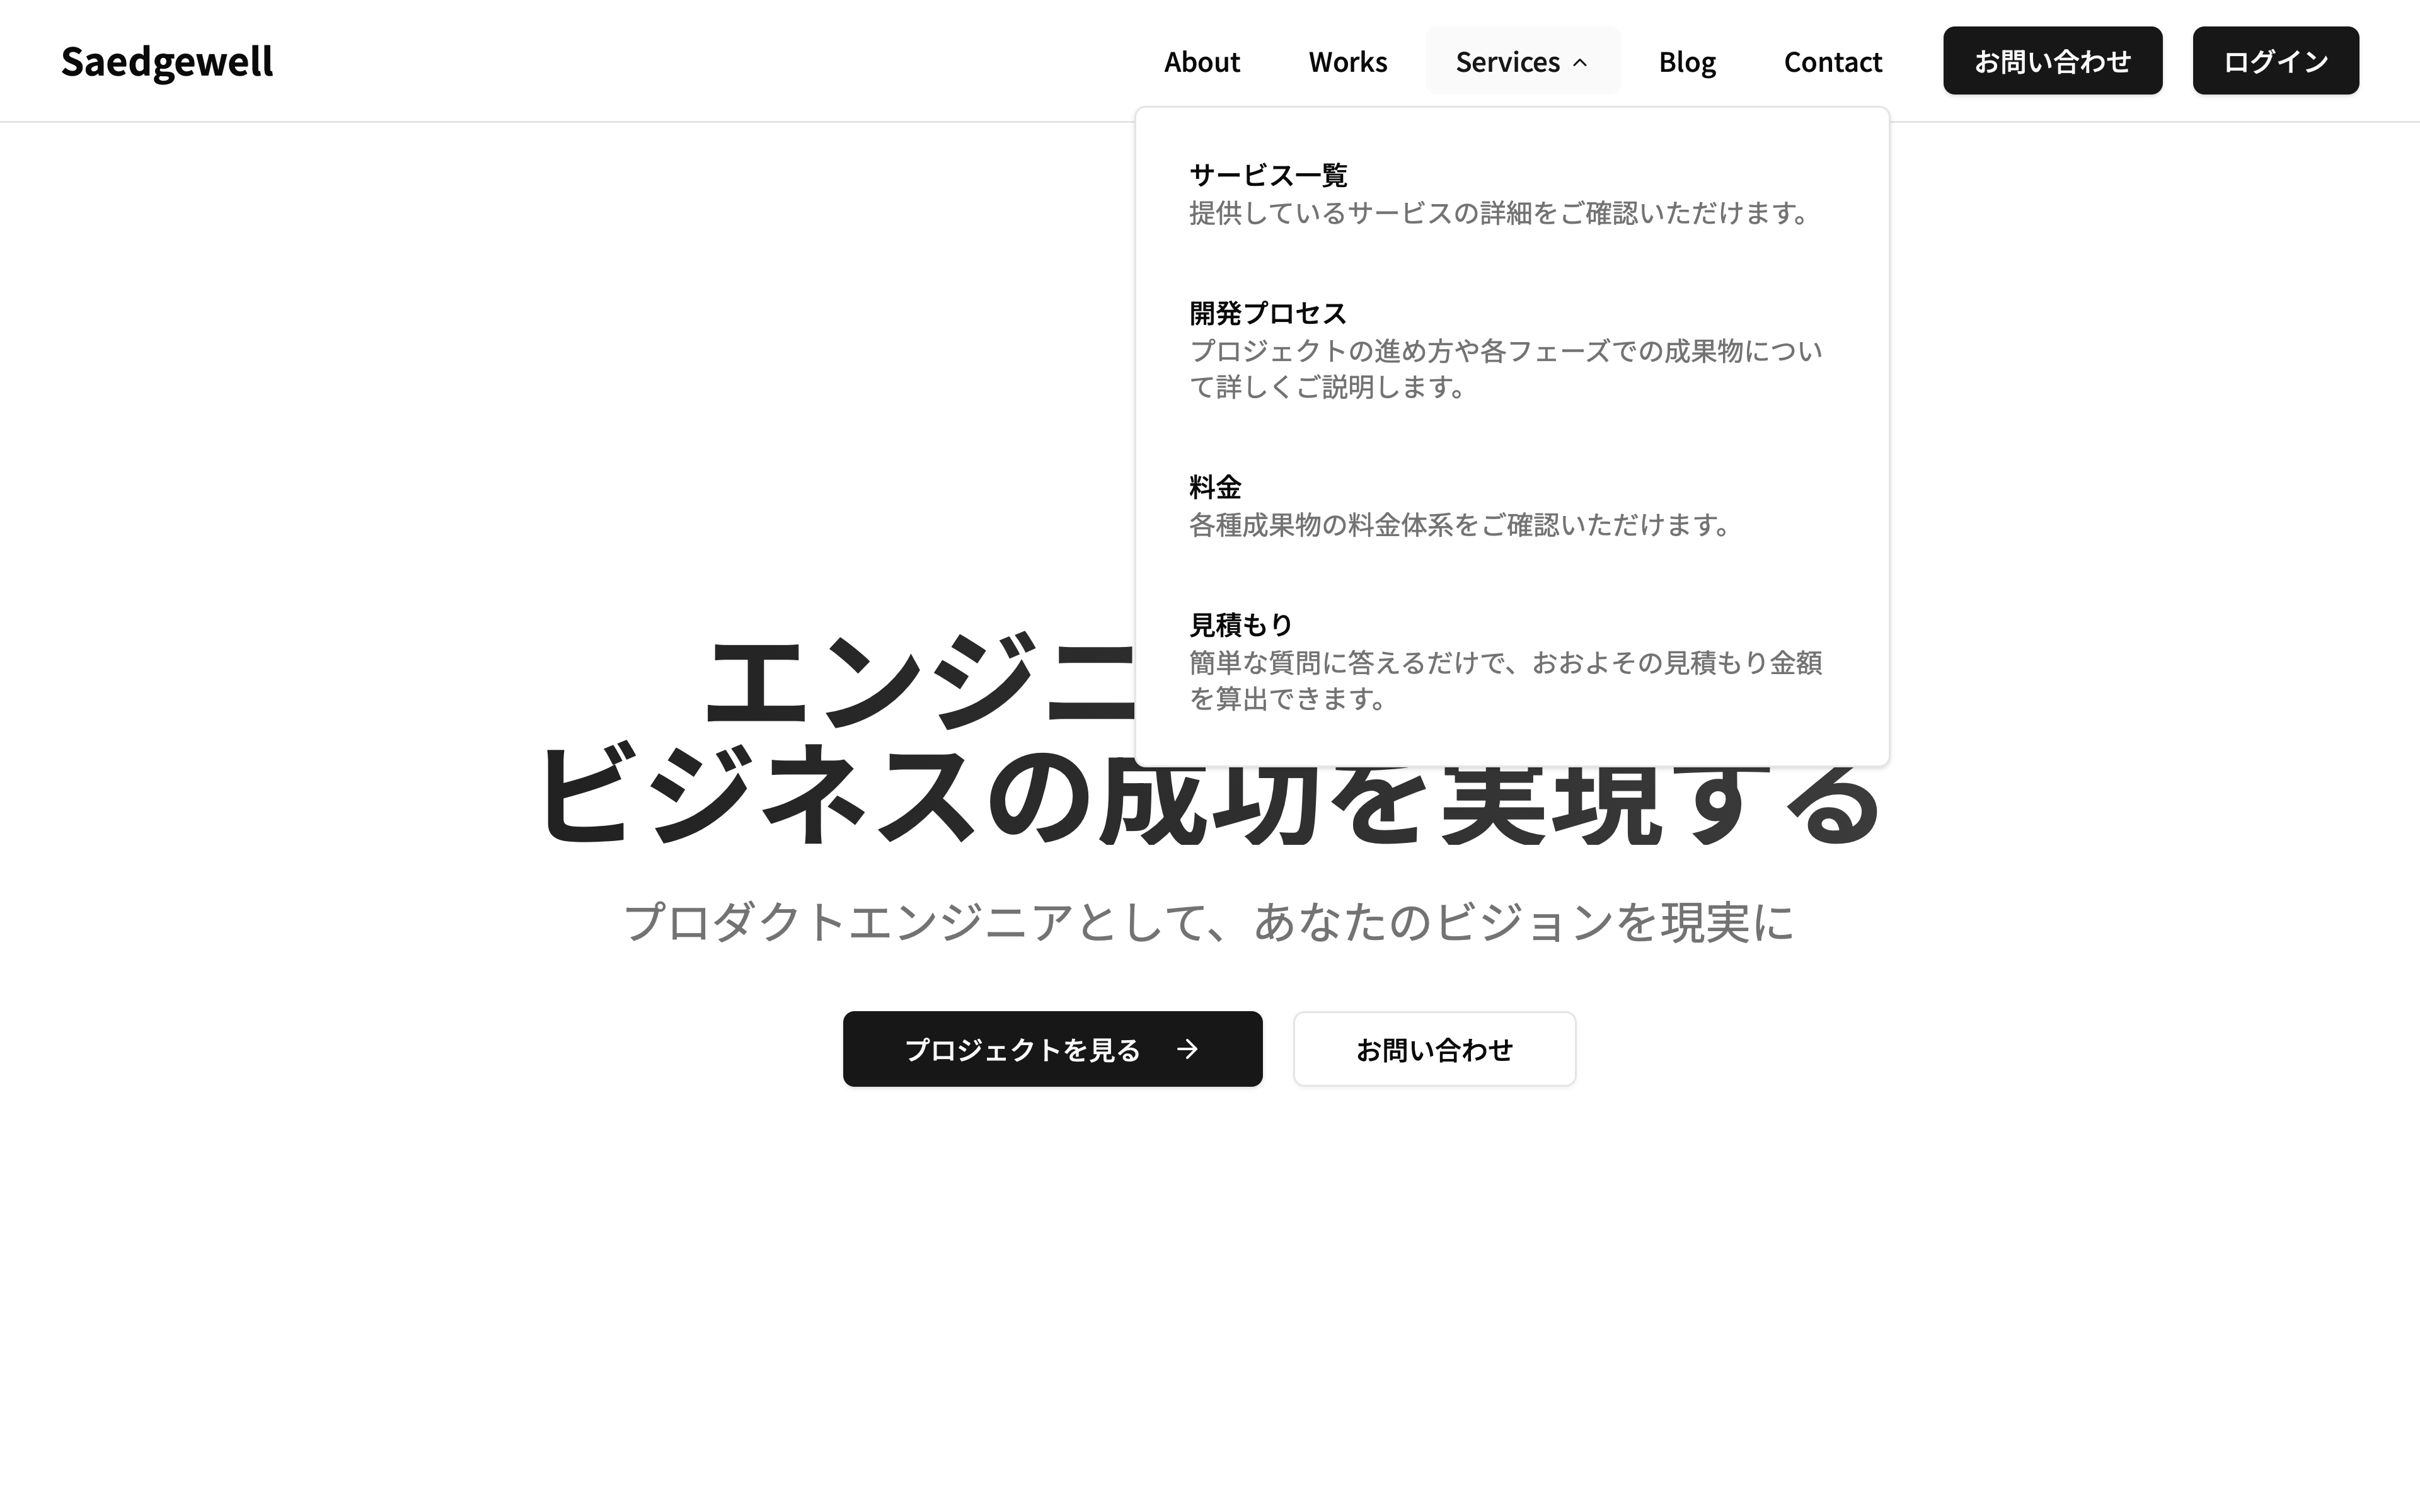 Saedgewell
About
Works
Services
Blog
Contact
お問い合わせ
ログイン
サービス一覧
提供しているサービスの詳細をご確認いただけます。
開発プロセス
プロジェクトの進め方や各フェーズでの成果物につい
て詳しくご説明します。
料金
各種成果物の料金体系をご確認いただけます。
見積もり
簡単な質問に答えるだけで、おおよその見積もり金額
を算出できます。
エンジニ
ビジネスの成功を実現する
プロダクトエンジニアとして、あなたのビジョンを現実に
プロジェクトを見る
お問い合わせ